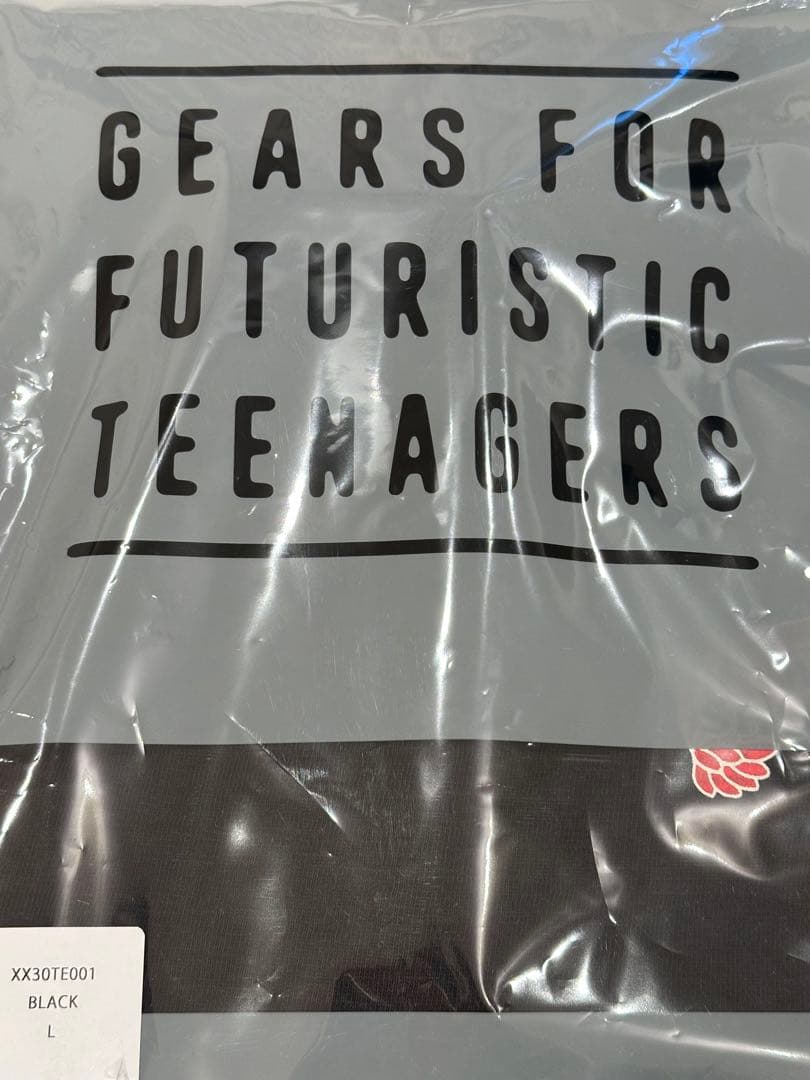 GEARS FOR
FUTURISTIC
TEENAGERS
XX30TE001
BLACK
L